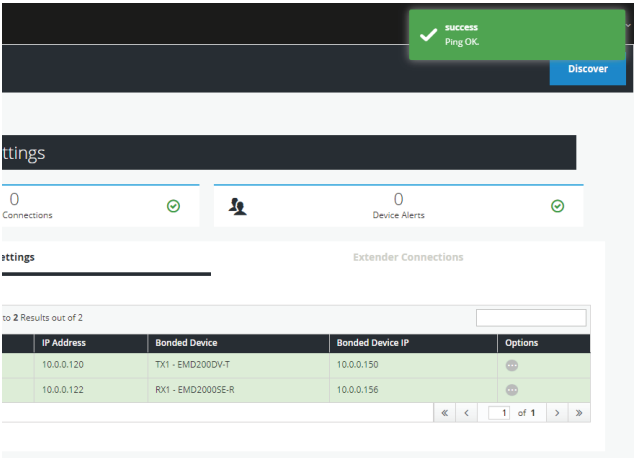 success
Ping OK.
Discover
ttings
0
Connections
0
Device Alerts
ettings
Extender Connections
to 2 Results out of 2
IP Address Bonded Device Bonded Device IP Options
10.0.0.120 TX1 - EMD200DV-T 10.0.0.150
10.0.0.122 RX1 - EMD2000SE-R 10.0.0.156
« < 1 of 1 > »